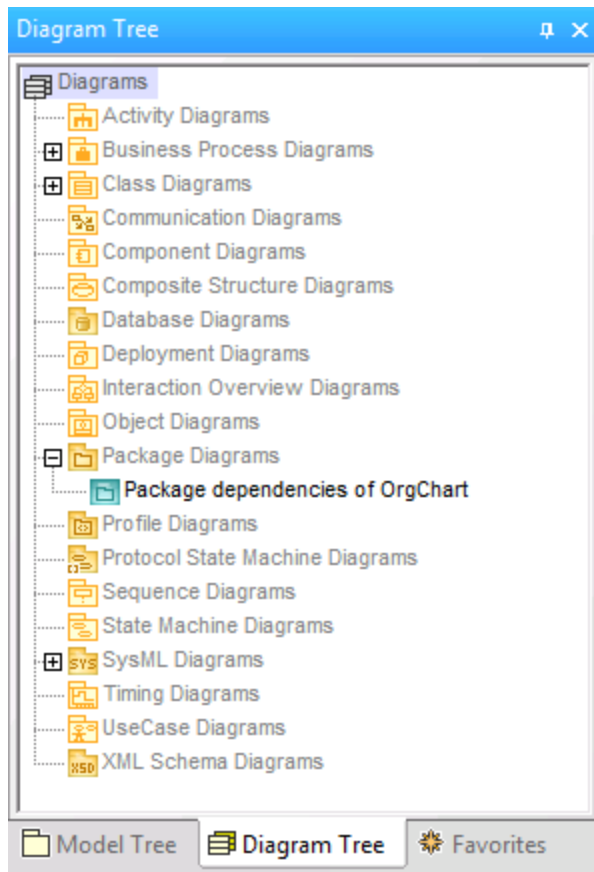 Diagram Tree
Diagrams
Activity Diagrams
Business Process Diagrams
Class Diagrams
Communication Diagrams
Component Diagrams
Composite Structure Diagrams
Database Diagrams
Deployment Diagrams
Interaction Overview Diagrams
Object Diagrams
Package Diagrams
Package dependencies of OrgChart
Profile Diagrams
Protocol State Machine Diagrams
Sequence Diagrams
State Machine Diagrams
SYS SysML Diagrams
Timing Diagrams
UseCase Diagrams
XSD XML Schema Diagrams
Model Tree Diagram Tree Favorites